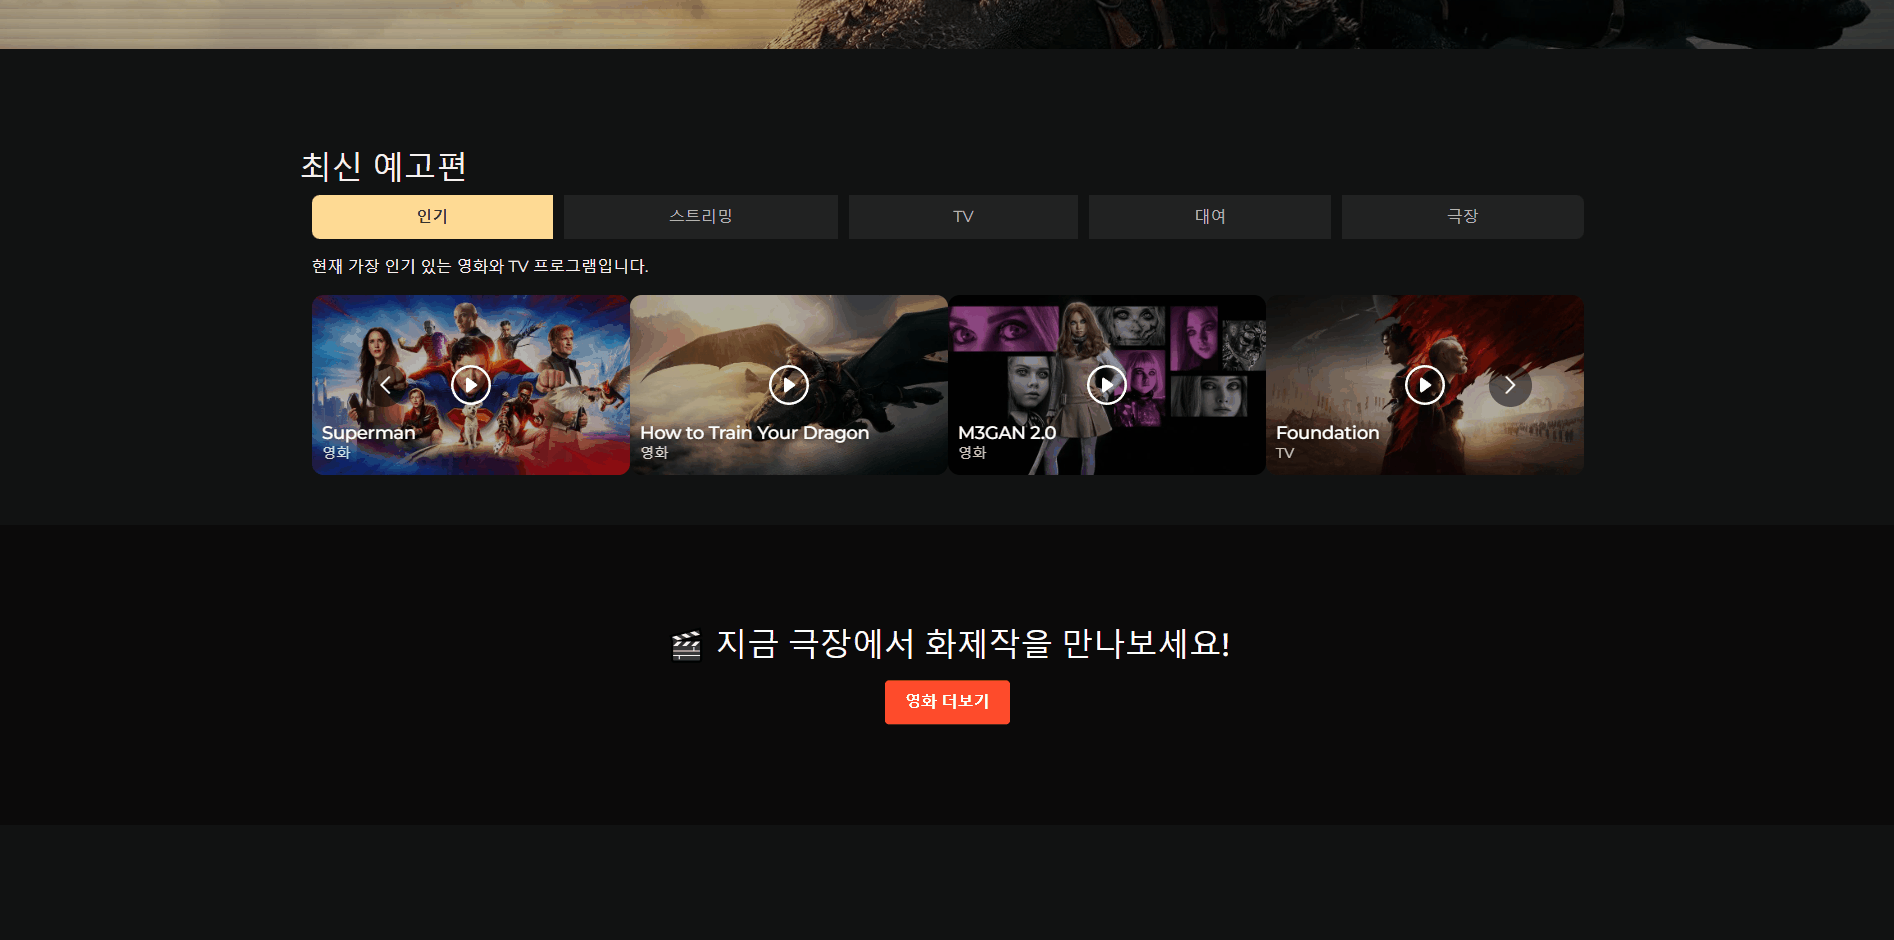 최신 예고편
인기
스트리밍
TV
대여
극장
현재 가장 인기 있는 영화와 TV 프로그램입니다.
Superman
영화
How to Train Your Dragon
영화
M3GAN 2.0
영화
Foundation
TV
🎬 지금 극장에서 화제작을 만나보세요!
영화 더보기